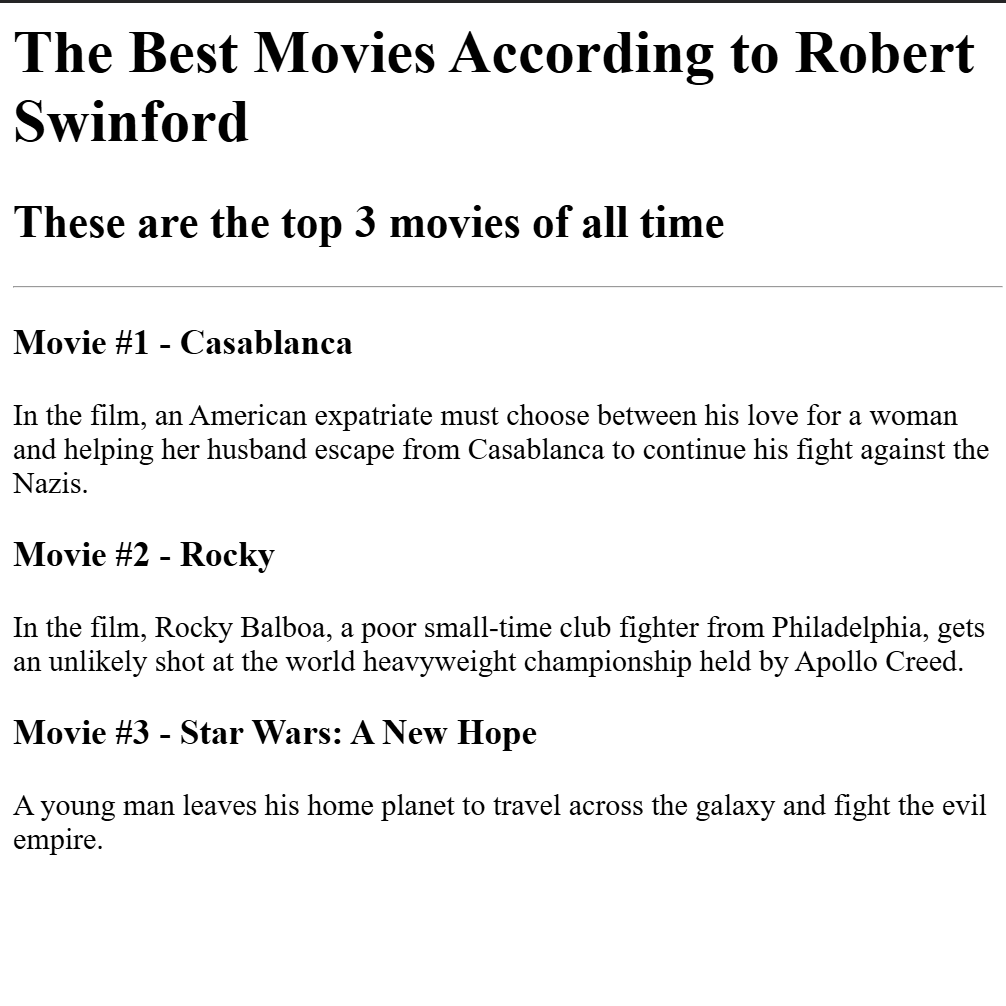 The Best Movies According to Robert
Swinford
These are the top 3 movies of all time
Movie #1 - Casablanca
In the film, an American expatriate must choose between his love for a woman
and helping her husband escape from Casablanca to continue his fight against the
Nazis.
Movie #2 - Rocky
In the film, Rocky Balboa, a poor small-time club fighter from Philadelphia, gets
an unlikely shot at the world heavyweight championship held by Apollo Creed.
Movie #3 - Star Wars: A New Hope
A young man leaves his home planet to travel across the galaxy and fight the evil
empire.